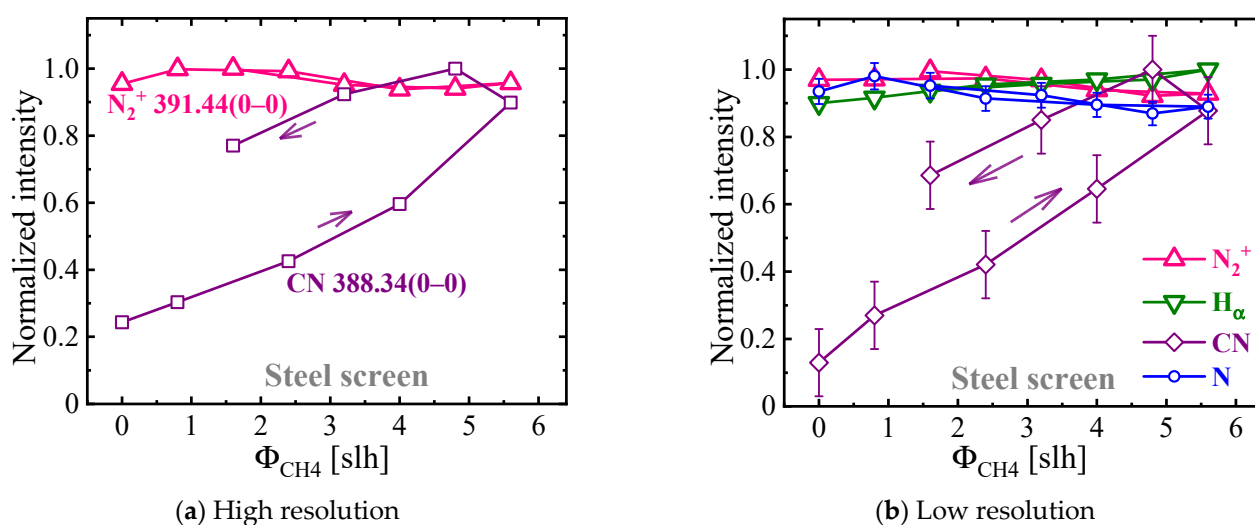 Normalized intensity
1.0
0.8
0.6
0.4
0.2
0
N₂⁺ 391.44(0–0)
CN 388.34(0–0)
Steel screen
0 1 2 3 4 5 6
Φ_CH4 [slh]
(a) High resolution
Normalized intensity
1.0
0.8
0.6
0.4
0.2
0
N₂⁺
H_α
CN
N
Steel screen
0 1 2 3 4 5 6
Φ_CH4 [slh]
(b) Low resolution